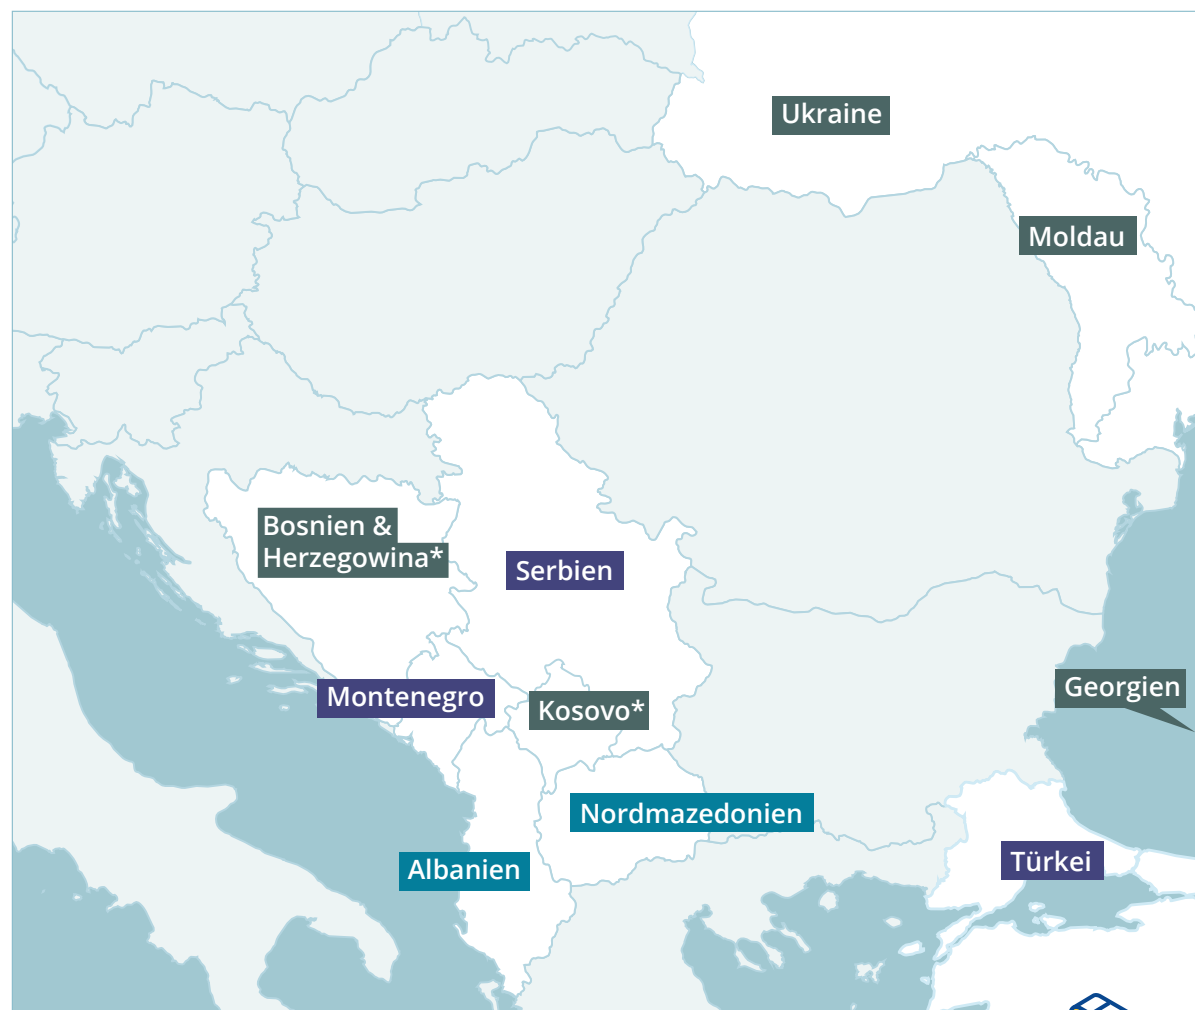 Ukraine
Moldau
Bosnien &
Herzegowina*
Serbien
Montenegro
Kosovo*
Georgien
Nordmazedonien
Albanien
Türkei